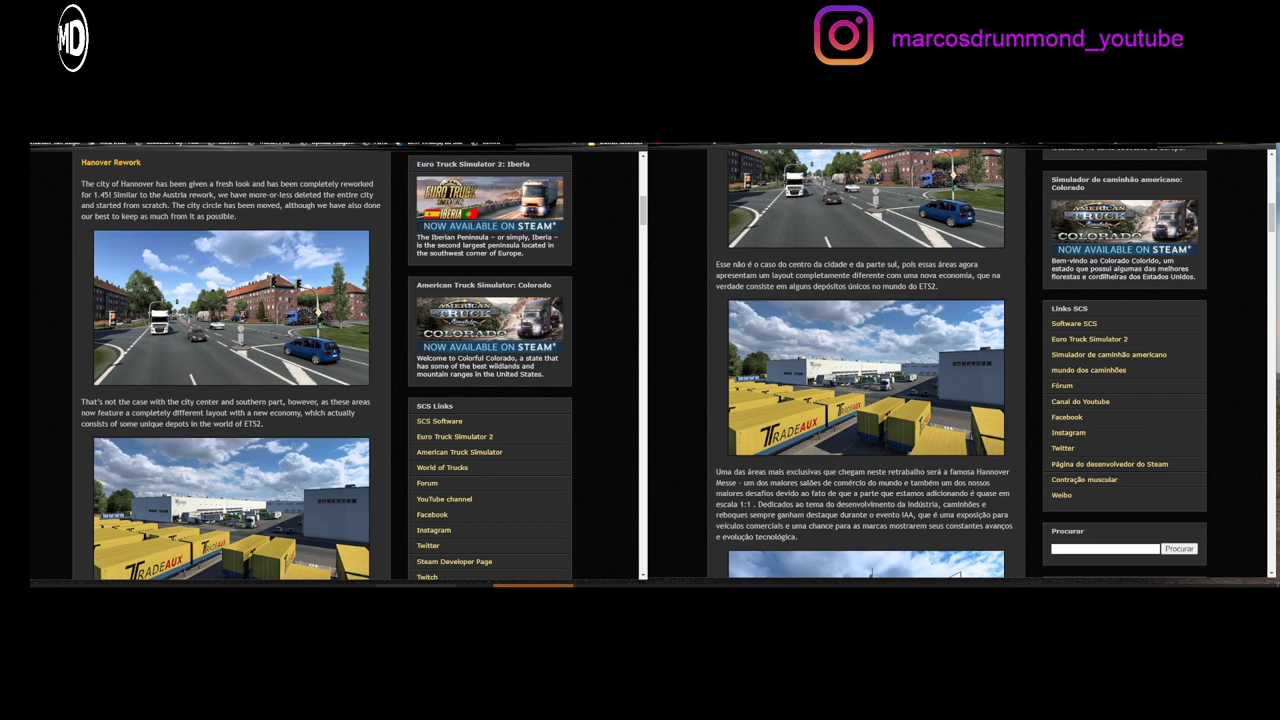 MD
marcosdrummond_youtube
Hanover Rework
The city of Hannover has been given a fresh look and has been completely reworked
for 1.45! Similar to the Austria rework, we have more-or-less deleted the entire city
and started from scratch. The city circle has been moved, although we have also done
our best to keep as much from it as possible.
That's not the case with the city center and southern part, however, as these areas
now feature a completely different layout with a new economy, which actually
consists of some unique depots in the world of ETS2.
TRADEAUX
Euro Truck Simulator 2: Iberia
EURO TRUCK
IBERIA
NOW AVAILABLE ON STEAM
The Iberian Peninsula – or simply, Iberia –
is the second largest peninsula located in
the southwest corner of Europe.
American Truck Simulator: Colorado
AMERICAN
TRUCK
COLORADO
NOW AVAILABLE ON STEAM
Welcome to Colorful Colorado, a state that
has some of the best wildlands and
mountain ranges in the United States.
SCS Links
SCS Software
Euro Truck Simulator 2
American Truck Simulator
World of Trucks
Forum
YouTube channel
Facebook
Instagram
Twitter
Steam Developer Page
Twitch
Esse não é o caso do centro da cidade e da parte sul, pois essas áreas agora
apresentam um layout completamente diferente com uma nova economia, que na
verdade consiste em alguns depósitos únicos no mundo do ETS2.
TRADEAUX
Uma das áreas mais exclusivas que chegam neste retrabalho será a famosa Hannover
Messe - um dos maiores salões de comércio do mundo e também um dos nossos
maiores desafios devido ao fato de que a parte que estamos adicionando é quase em
escala 1:1 . Dedicados ao tema do desenvolvimento da indústria, caminhões e
reboques sempre ganham destaque durante o evento IAA, que é uma exposição para
veículos comerciais e uma chance para as marcas mostrarem seus constantes avanços
e evolução tecnológica.
Simulador de caminhão americano:
Colorado
AMERICAN
TRUCK
COLORADO
NOW AVAILABLE ON STEAM
Bem-vindo ao Colorado Colorido, um
estado que possui algumas das melhores
florestas e cordilheiras dos Estados Unidos.
Links SCS
Software SCS
Euro Truck Simulator 2
Simulador de caminhão americano
mundo dos caminhões
Fórum
Canal do Youtube
Facebook
Instagram
Twitter
Página do desenvolvedor do Steam
Contração muscular
Weibo
Procurar
Procurar